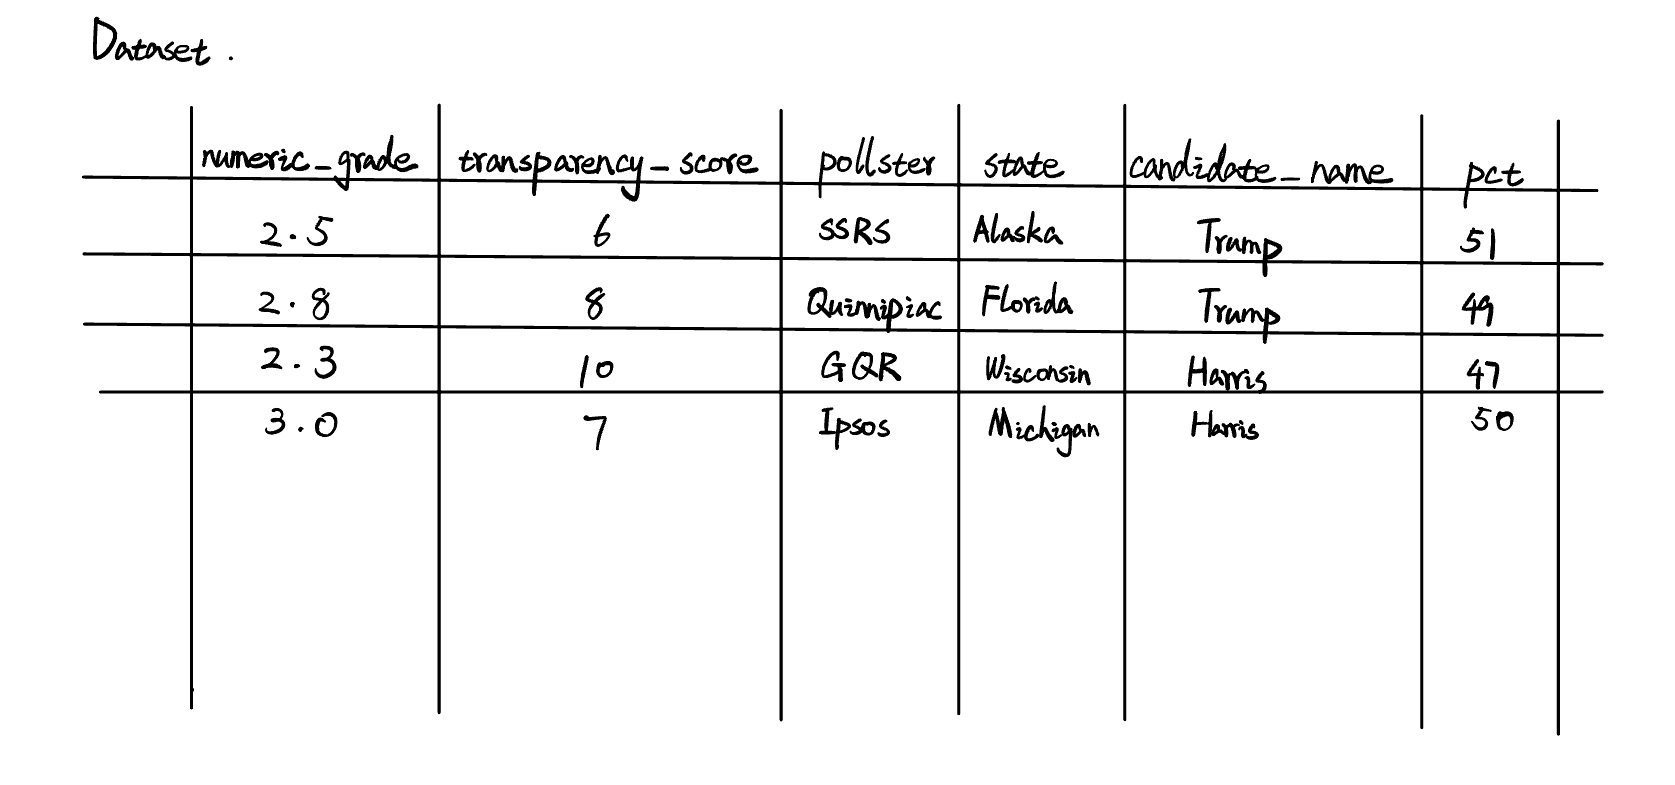 Dataset.
numeric_grade transparency_score pollster state candidate_name pct
2.5 6 SSRS Alaska Trump 51
2.8 8 Quinnipiac Florida Trump 49
2.3 10 GQR Wisconsin Harris 47
3.0 7 Ipsos Michigan Harris 50